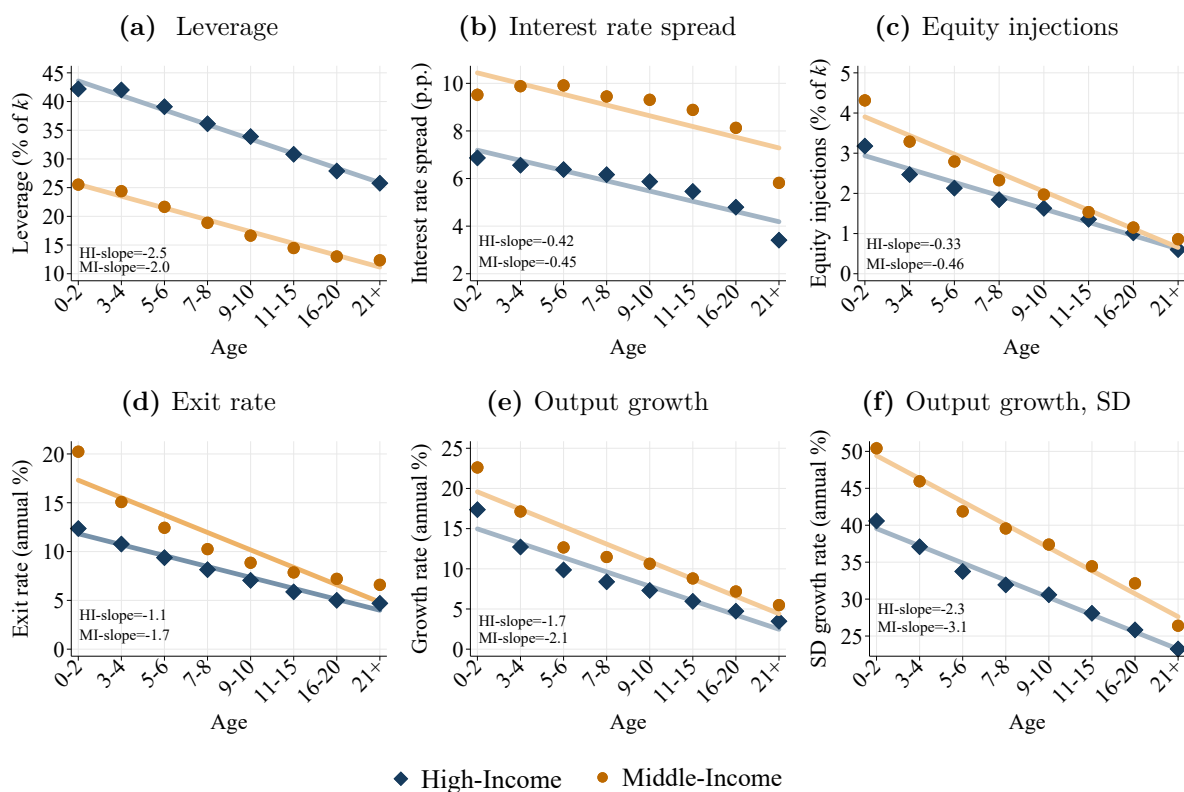 (a) Leverage
Leverage (% of k)
45
40
35
30
25
20
15
10
HI-slope=-2.5
MI-slope=-2.0
0-2
3-4
5-6
7-8
9-10
11-15
16-20
21+
Age
(b) Interest rate spread
Interest rate spread (p.p.)
10
8
6
4
2
HI-slope=-0.42
MI-slope=-0.45
0-2
3-4
5-6
7-8
9-10
11-15
16-20
21+
Age
(c) Equity injections
Equity injections (% of k)
5
4
3
2
1
0
HI-slope=-0.33
MI-slope=-0.46
0-2
3-4
5-6
7-8
9-10
11-15
16-20
21+
Age
(d) Exit rate
Exit rate (annual %)
20
15
10
5
0
HI-slope=-1.1
MI-slope=-1.7
0-2
3-4
5-6
7-8
9-10
11-15
16-20
21+
Age
(e) Output growth
Growth rate (annual %)
25
20
15
10
5
0
HI-slope=-1.7
MI-slope=-2.1
0-2
3-4
5-6
7-8
9-10
11-15
16-20
21+
Age
(f) Output growth, SD
SD growth rate (annual %)
50
45
40
35
30
25
HI-slope=-2.3
MI-slope=-3.1
0-2
3-4
5-6
7-8
9-10
11-15
16-20
21+
Age
High-Income
Middle-Income